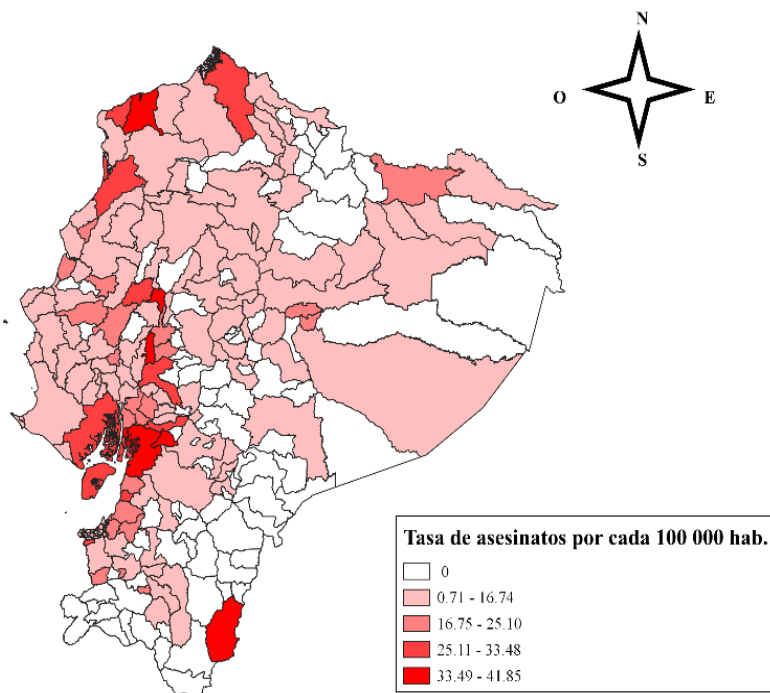 N
O
E
S
Tasa de asesinatos por cada 100 000 hab.
0
0.71 - 16.74
16.75 - 25.10
25.11 - 33.48
33.49 - 41.85